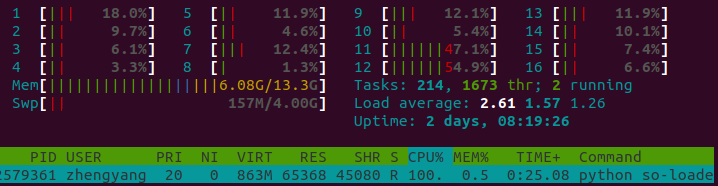 1 [||| 18.0%] 5 [|| 11.9%] 9 [||| 12.1%] 13 [||| 11.9%]
2 [|| 9.7%] 6 [|| 4.6%] 10 [|| 5.4%] 14 [|| 10.1%]
3 [|| 6.1%] 7 [||| 12.4%] 11 [||||||47.1%] 15 [|| 7.4%]
4 [|| 3.3%] 8 [| 1.3%] 12 [||||||54.9%] 16 [|| 6.6%]
Mem[|||||||||||||||||||6.08G/13.3G] Tasks: 214, 1673 thr; 2 running
Swp[|| 157M/4.00G] Load average: 2.61 1.57 1.26
Uptime: 2 days, 08:19:26
PID USER PRI NI VIRT RES SHR S CPU% MEM% TIME+ Command
2579361 zhengyang 20 0 863M 65368 45080 R 100. 0.5 0:25.08 python so-loade